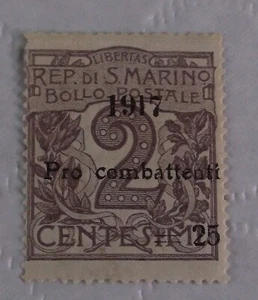 LIBERTAS
REP. DI S. MARINO
BOLLO POSTALE
1917
2
Pro combattenti
CENTESIMI
25